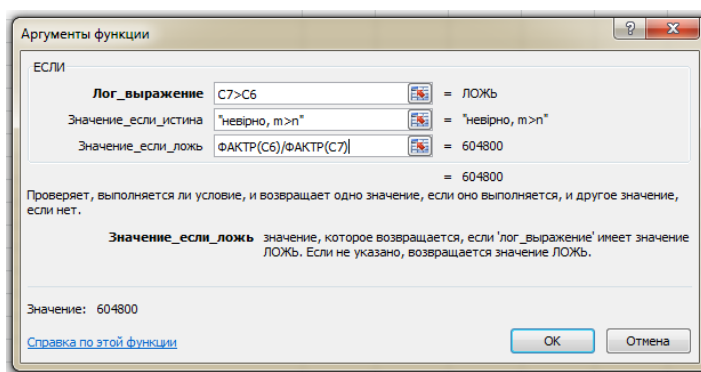 Аргументы функции
ЕСЛИ
Лог_выражение C7>C6 = ЛОЖЬ
Значение_если_истина "невірно, m>n" = "невірно, m>n"
Значение_если_ложь ФАКТР(C6)/ФАКТР(C7) = 604800
= 604800
Проверяет, выполняется ли условие, и возвращает одно значение, если оно выполняется, и другое значение,
если нет.
Значение_если_ложь значение, которое возвращается, если 'лог_выражение' имеет значение
ЛОЖЬ. Если не указано, возвращается значение ЛОЖЬ.
Значение: 604800
Справка по этой функции
ОК Отмена